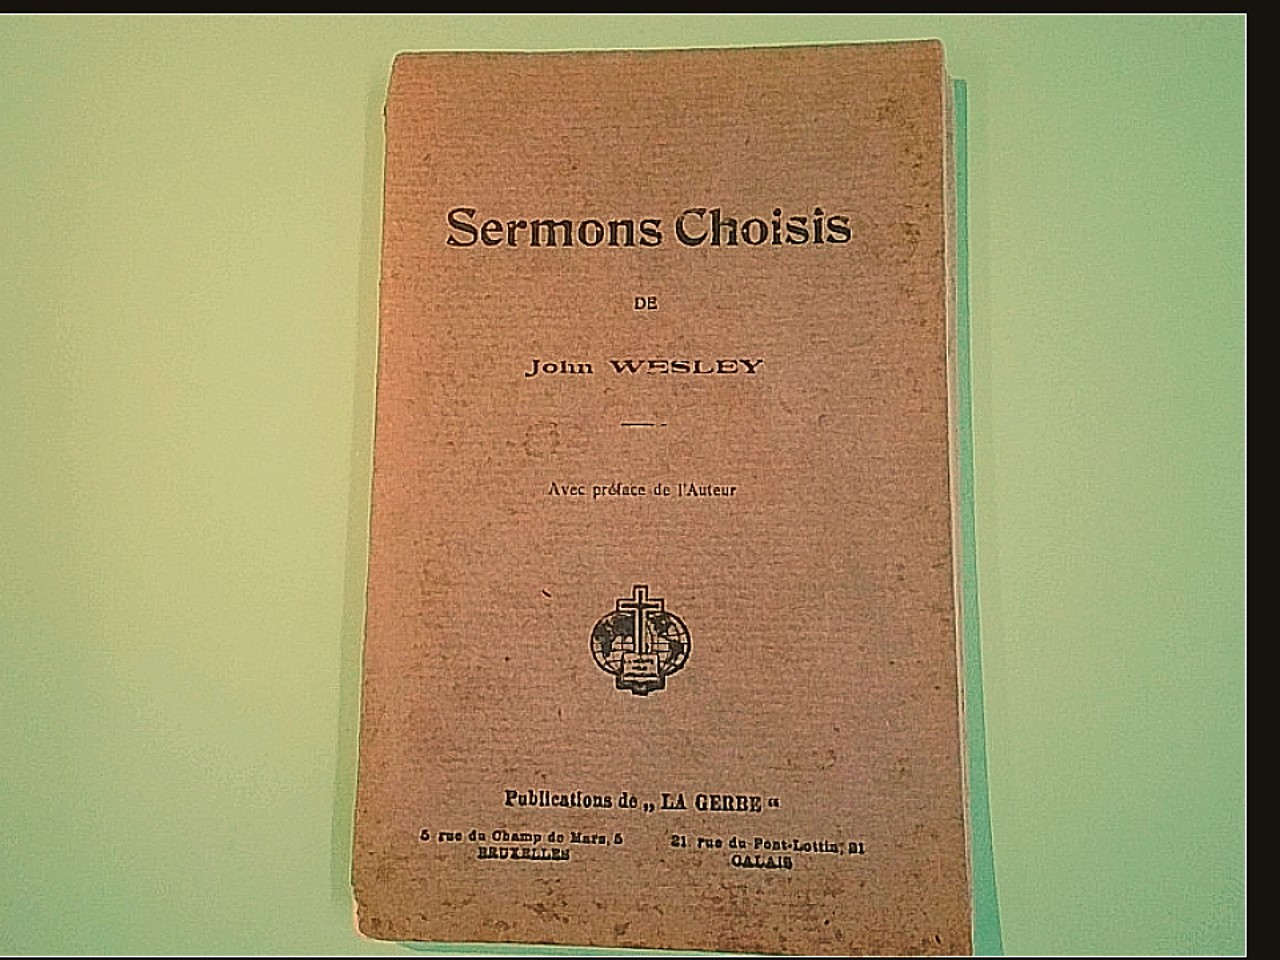 Sermons Choisis
DE
John WESLEY
Avec préface de l'Auteur
Publications de „ LA GERBE “
5 rue du Champ de Mars, 5
BRUXELLES
21 rue du Pont-Lottin, 21
CALAIS